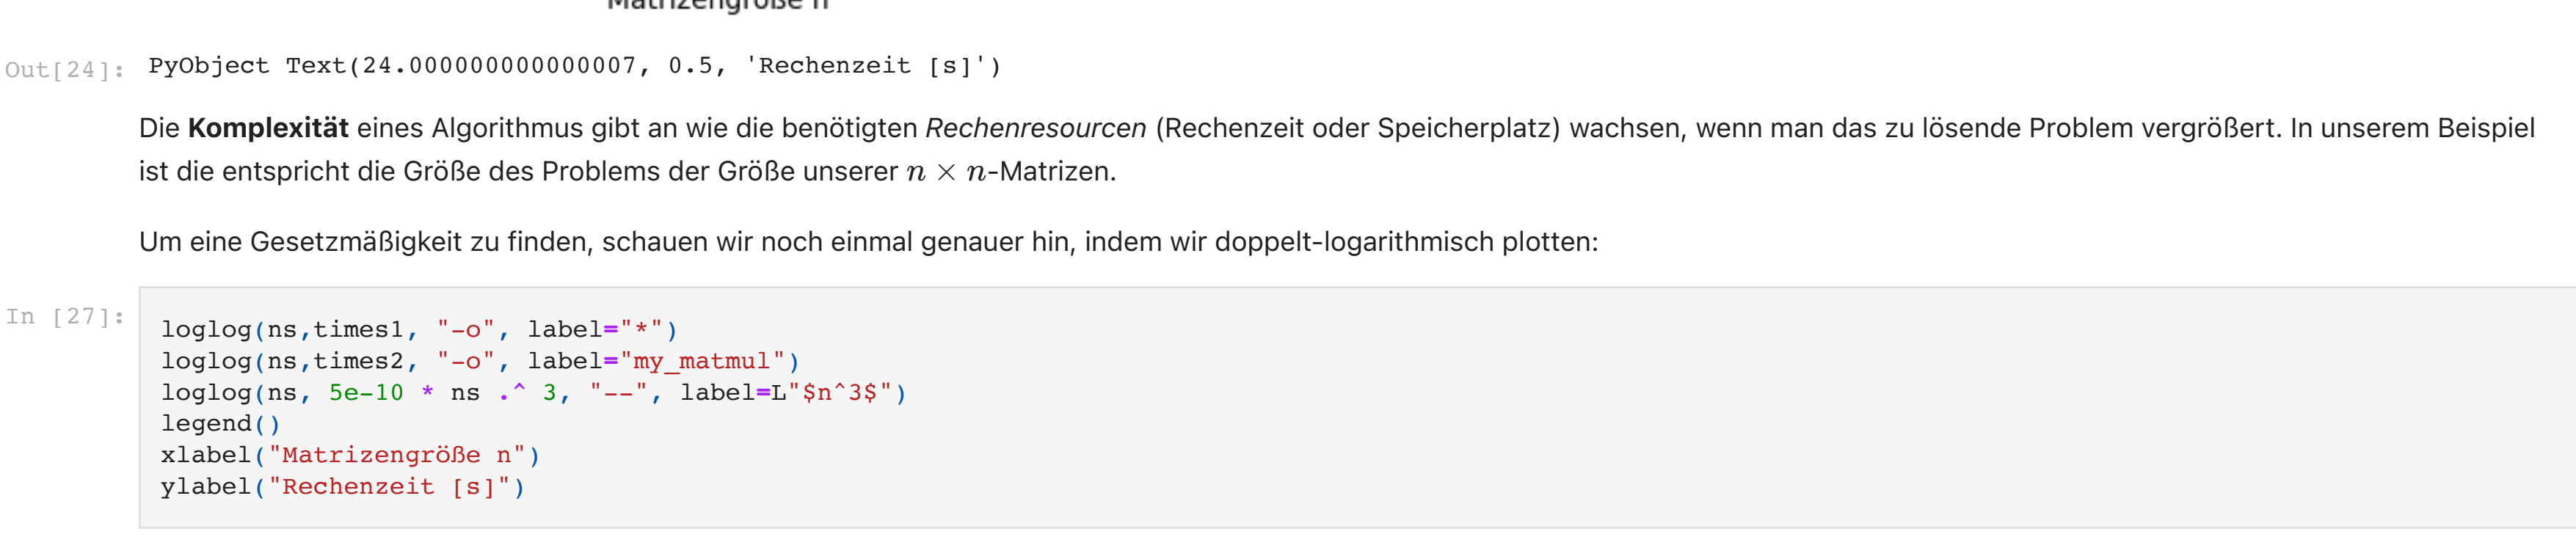 Matrizengröße n
Out[24]: PyObject Text(24.000000000000007, 0.5, 'Rechenzeit [s]')
Die Komplexität eines Algorithmus gibt an wie die benötigten Rechenresourcen (Rechenzeit oder Speicherplatz) wachsen, wenn man das zu lösende Problem vergrößert. In unserem Beispiel
ist die entspricht die Größe des Problems der Größe unserer n × n-Matrizen.
Um eine Gesetzmäßigkeit zu finden, schauen wir noch einmal genauer hin, indem wir doppelt-logarithmisch plotten:
In [27]:
loglog(ns,times1, "-o", label="*")
loglog(ns,times2, "-o", label="my_matmul")
loglog(ns, 5e-10 * ns .^ 3, "--", label=L"$n^3$")
legend()
xlabel("Matrizengröße n")
ylabel("Rechenzeit [s]")